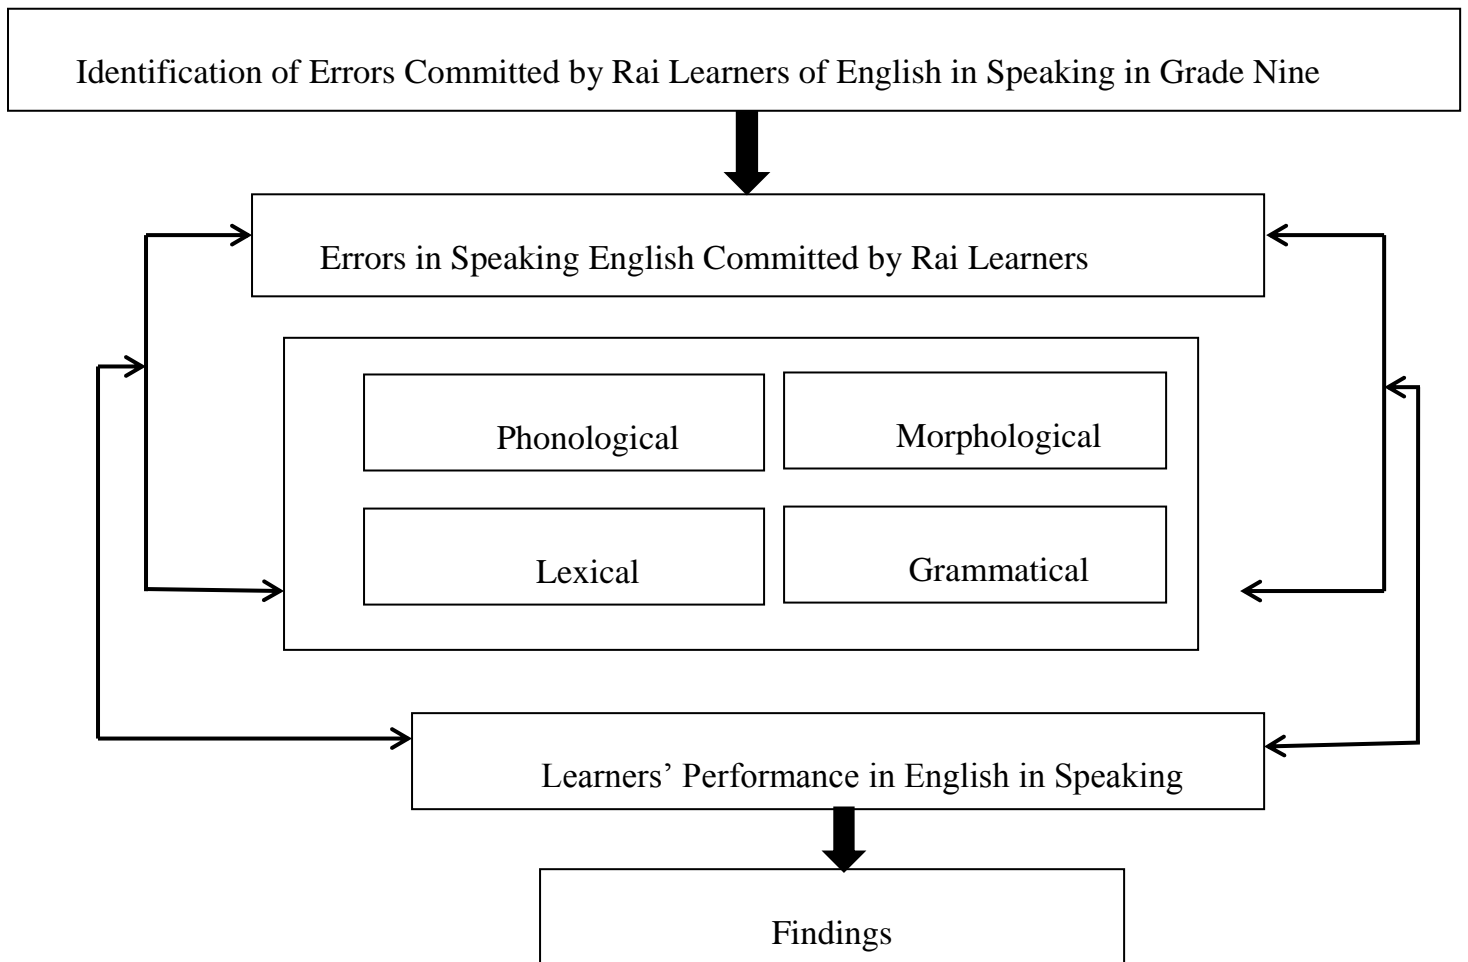 Identification of Errors Committed by Rai Learners of English in Speaking in Grade Nine
Errors in Speaking English Committed by Rai Learners
Phonological
Morphological
Lexical
Grammatical
Learners’ Performance in English in Speaking
Findings